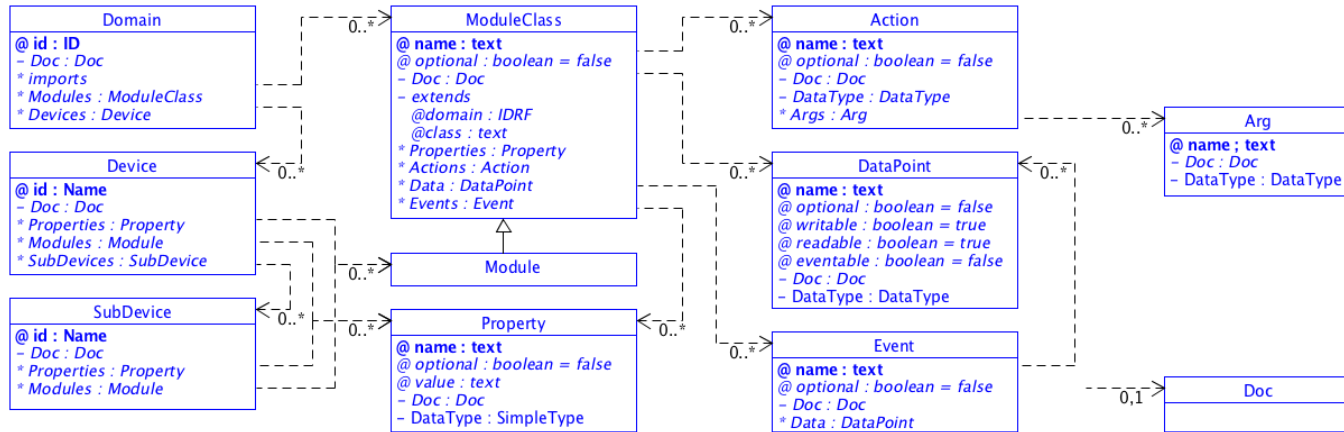 Domain
@ id : ID
– Doc : Doc
* imports
* Modules : ModuleClass
* Devices : Device
0..*
Device
@ id : Name
– Doc : Doc
* Properties : Property
* Modules : Module
* SubDevices : SubDevice
0..*
SubDevice
@ id : Name
– Doc : Doc
* Properties : Property
* Modules : Module
0..*
ModuleClass
@ name : text
@ optional : boolean = false
– Doc : Doc
– extends
@domain : IDRF
@class : text
* Properties : Property
* Actions : Action
* Data : DataPoint
* Events : Event
0..*
Module
0..*
Property
@ name : text
@ optional : boolean = false
@ value : text
– Doc : Doc
– DataType : SimpleType
0..*
0..*
Action
@ name : text
@ optional : boolean = false
– Doc : Doc
– DataType : DataType
* Args : Arg
0..*
DataPoint
@ name : text
@ optional : boolean = false
@ writable : boolean = true
@ readable : boolean = true
@ eventable : boolean = false
– Doc : Doc
– DataType : DataType
0..*
0..*
Event
@ name : text
@ optional : boolean = false
– Doc : Doc
* Data : DataPoint
0..*
Arg
@ name ; text
– Doc : Doc
– DataType : DataType
0..*
Doc
0,1